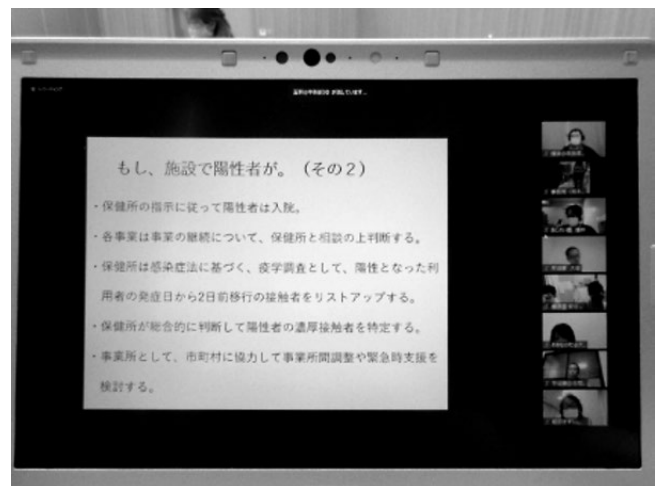 もし、施設で陽性者が。（その２）
・保健所の指示に従って陽性者は入院。
・各事業は事業の継続について、保健所と相談の上判断する。
・保健所は感染症法に基づく、疫学調査として、陽性となった利
用者の発症日から2日前移行の接触者をリストアップする。
・保健所が総合的に判断して陽性者の濃厚接触者を特定する。
・事業所として、市町村に協力して事業所間調整や緊急時支援を
検討する。